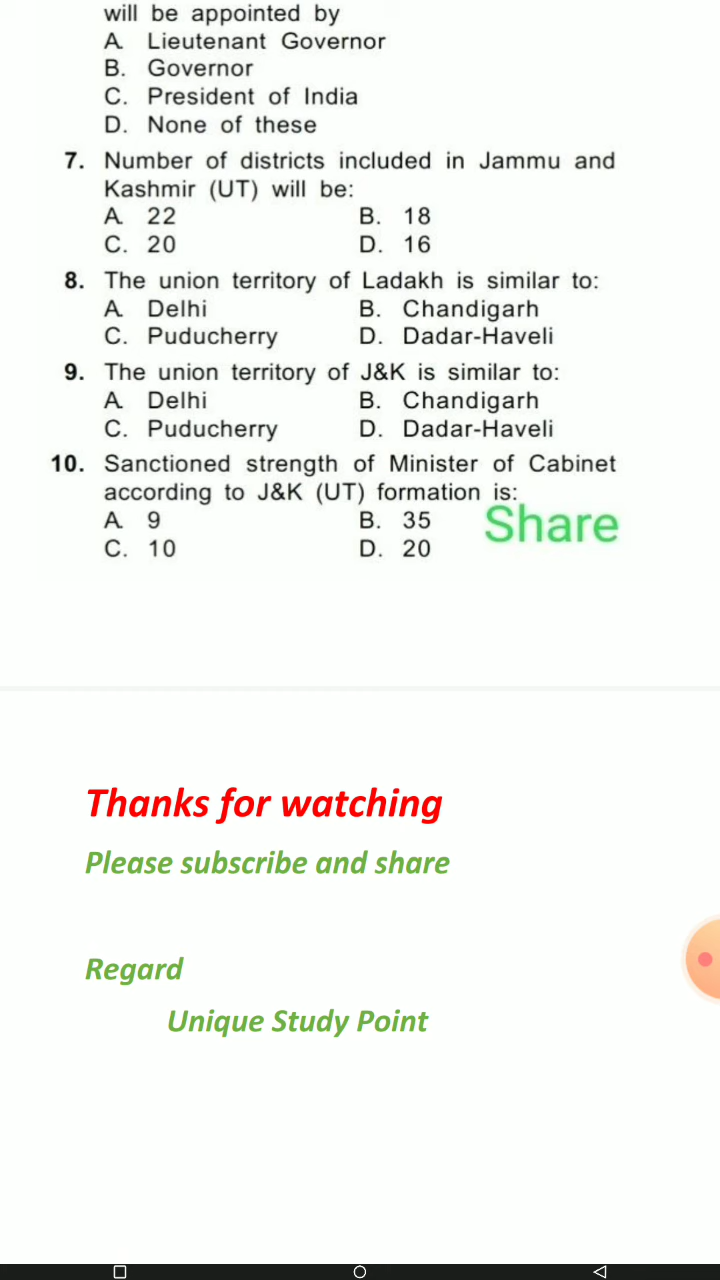 will be appointed by
A. Lieutenant Governor
B. Governor
C. President of India
D. None of these
7. Number of districts included in Jammu and
Kashmir (UT) will be:
A. 22 B. 18
C. 20 D. 16
8. The union territory of Ladakh is similar to:
A. Delhi B. Chandigarh
C. Puducherry D. Dadar-Haveli
9. The union territory of J&K is similar to:
A. Delhi B. Chandigarh
C. Puducherry D. Dadar-Haveli
10. Sanctioned strength of Minister of Cabinet
according to J&K (UT) formation is:
A. 9 B. 35
Share
C. 10 D. 20
Thanks for watching
Please subscribe and share
Regard
Unique Study Point